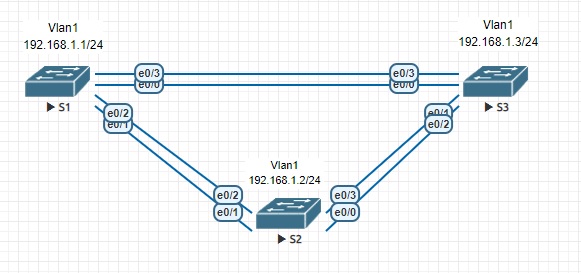 Vlan1
192.168.1.1/24
Vlan1
192.168.1.3/24
e0/3
e0/0
e0/3
e0/0
S1
S3
e0/2
e0/1
e0/1
e0/2
Vlan1
192.168.1.2/24
e0/2
e0/3
e0/1
e0/0
S2